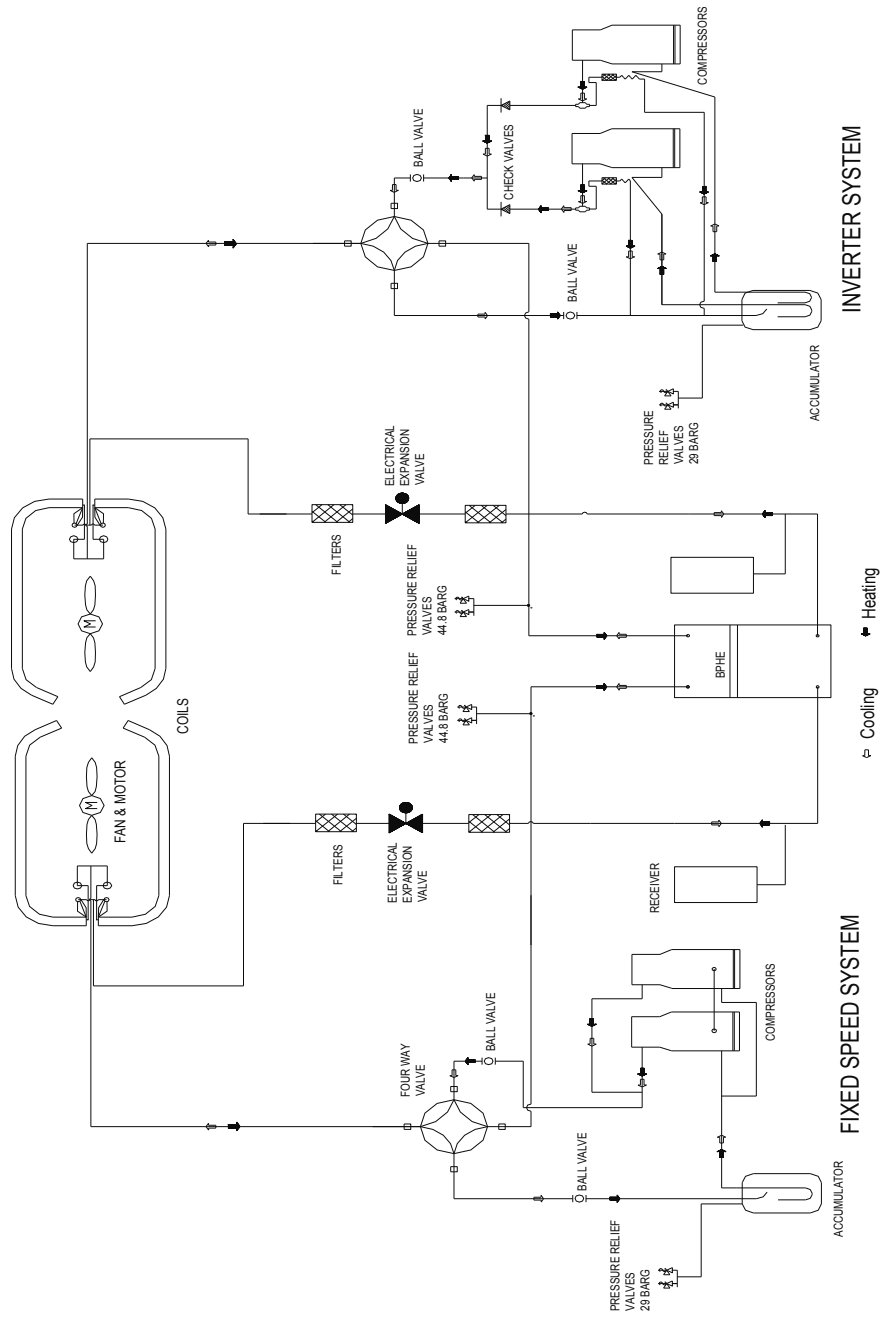 COMPRESSORS
BALL VALVE
CHECK VALVES
BALL VALVE
INVERTER SYSTEM
ACCUMULATOR
PRESSURE
RELIEF
VALVES
29 BARG
ELECTRICAL
EXPANSION
VALVE
FILTERS
PRESSURE RELIEF
VALVES
44.8 BARG
M
BPHE
Heating
COILS
PRESSURE RELIEF
VALVES
44.8 BARG
Cooling
M
FAN & MOTOR
FILTERS
ELECTRICAL
EXPANSION
VALVE
RECEIVER
COMPRESSORS
FIXED SPEED SYSTEM
FOUR WAY
VALVE
BALL VALVE
BALL VALVE
ACCUMULATOR
PRESSURE RELIEF
VALVES
29 BARG